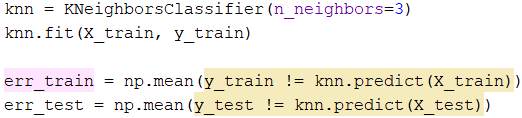 knn = KNeighborsClassifier(n_neighbors=3)
knn.fit(X_train, y_train)
err_train = np.mean(y_train != knn.predict(X_train))
err_test = np.mean(y_test != knn.predict(X_test))